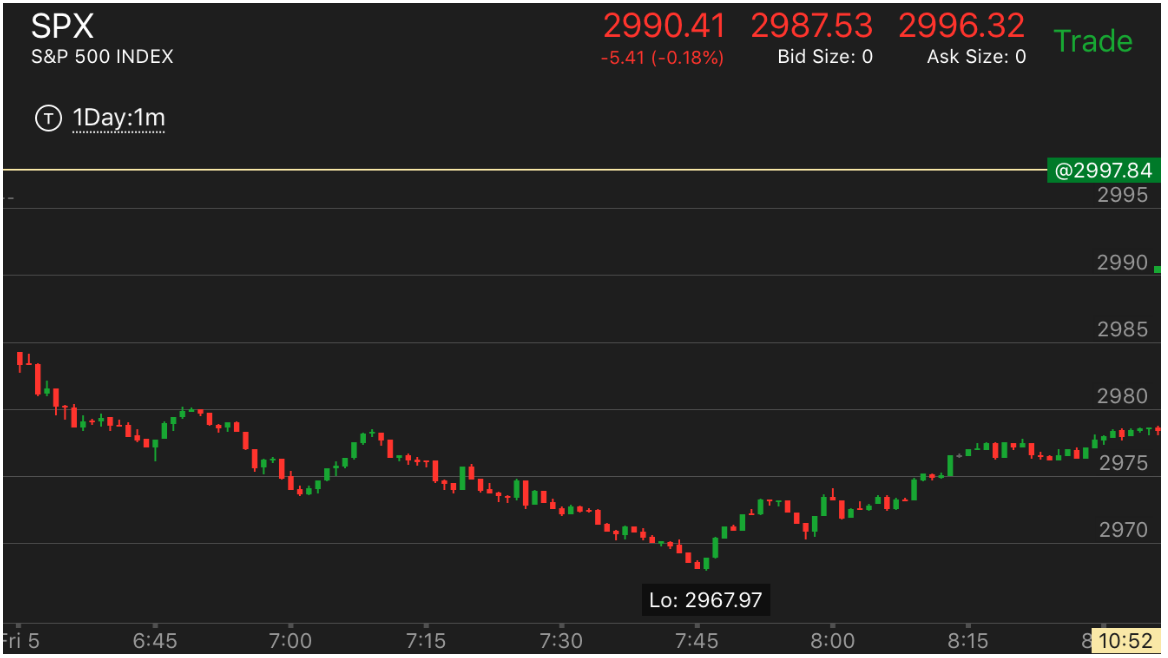 SPX 2990.41 2987.53 2996.32 Trade
S&P 500 INDEX -5.41 (-0.18%) Bid Size: 0 Ask Size: 0
T 1Day:1m
@2997.84
2995
2990
2985
2980
2975
2970
Lo: 2967.97
Fri 5 6:45 7:00 7:15 7:30 7:45 8:00 8:15 8 10:52